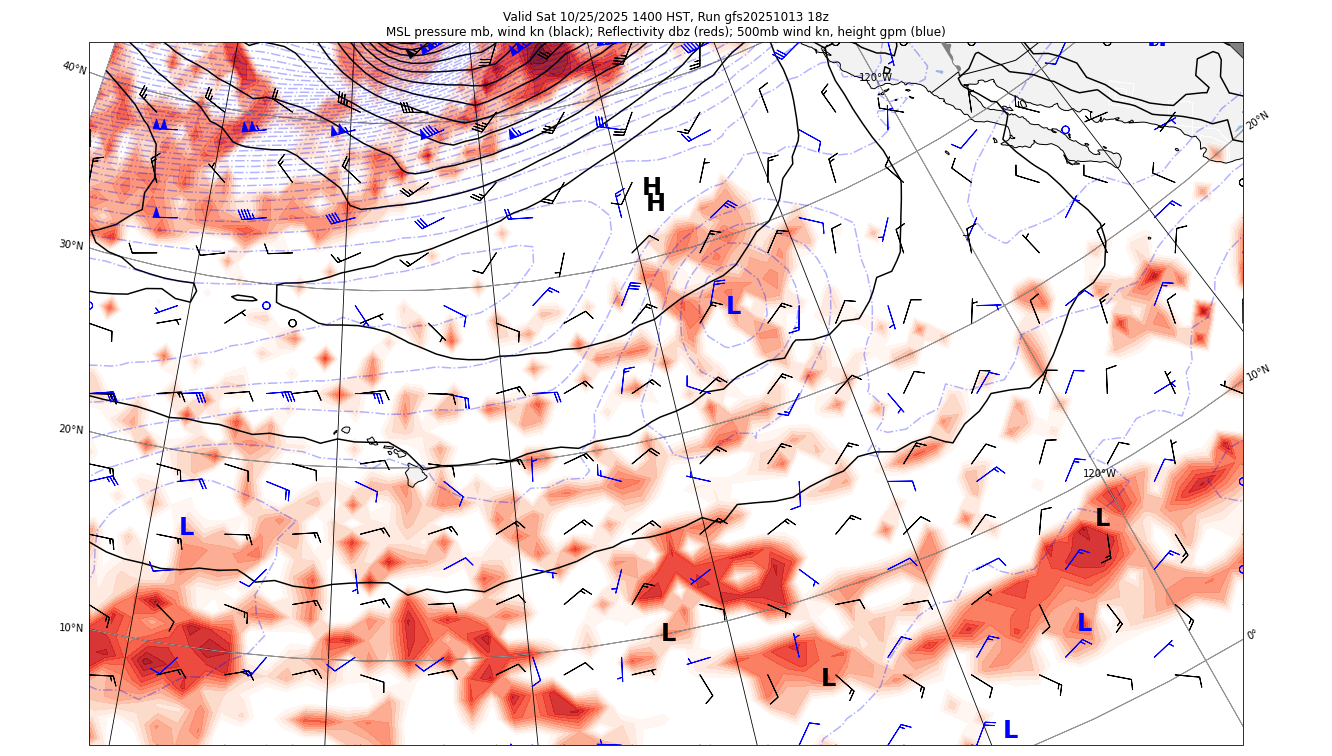 Valid Sat 10/25/2025 1400 HST, Run gfs20251013 18z
MSL pressure mb, wind kn (black); Reflectivity dbz (reds); 500mb wind kn, height gpm (blue)
40°N
120°W
20°N
H
H
30°N
L
10°N
20°N
120°W
L
L
10°N
L
L
0°
L
L